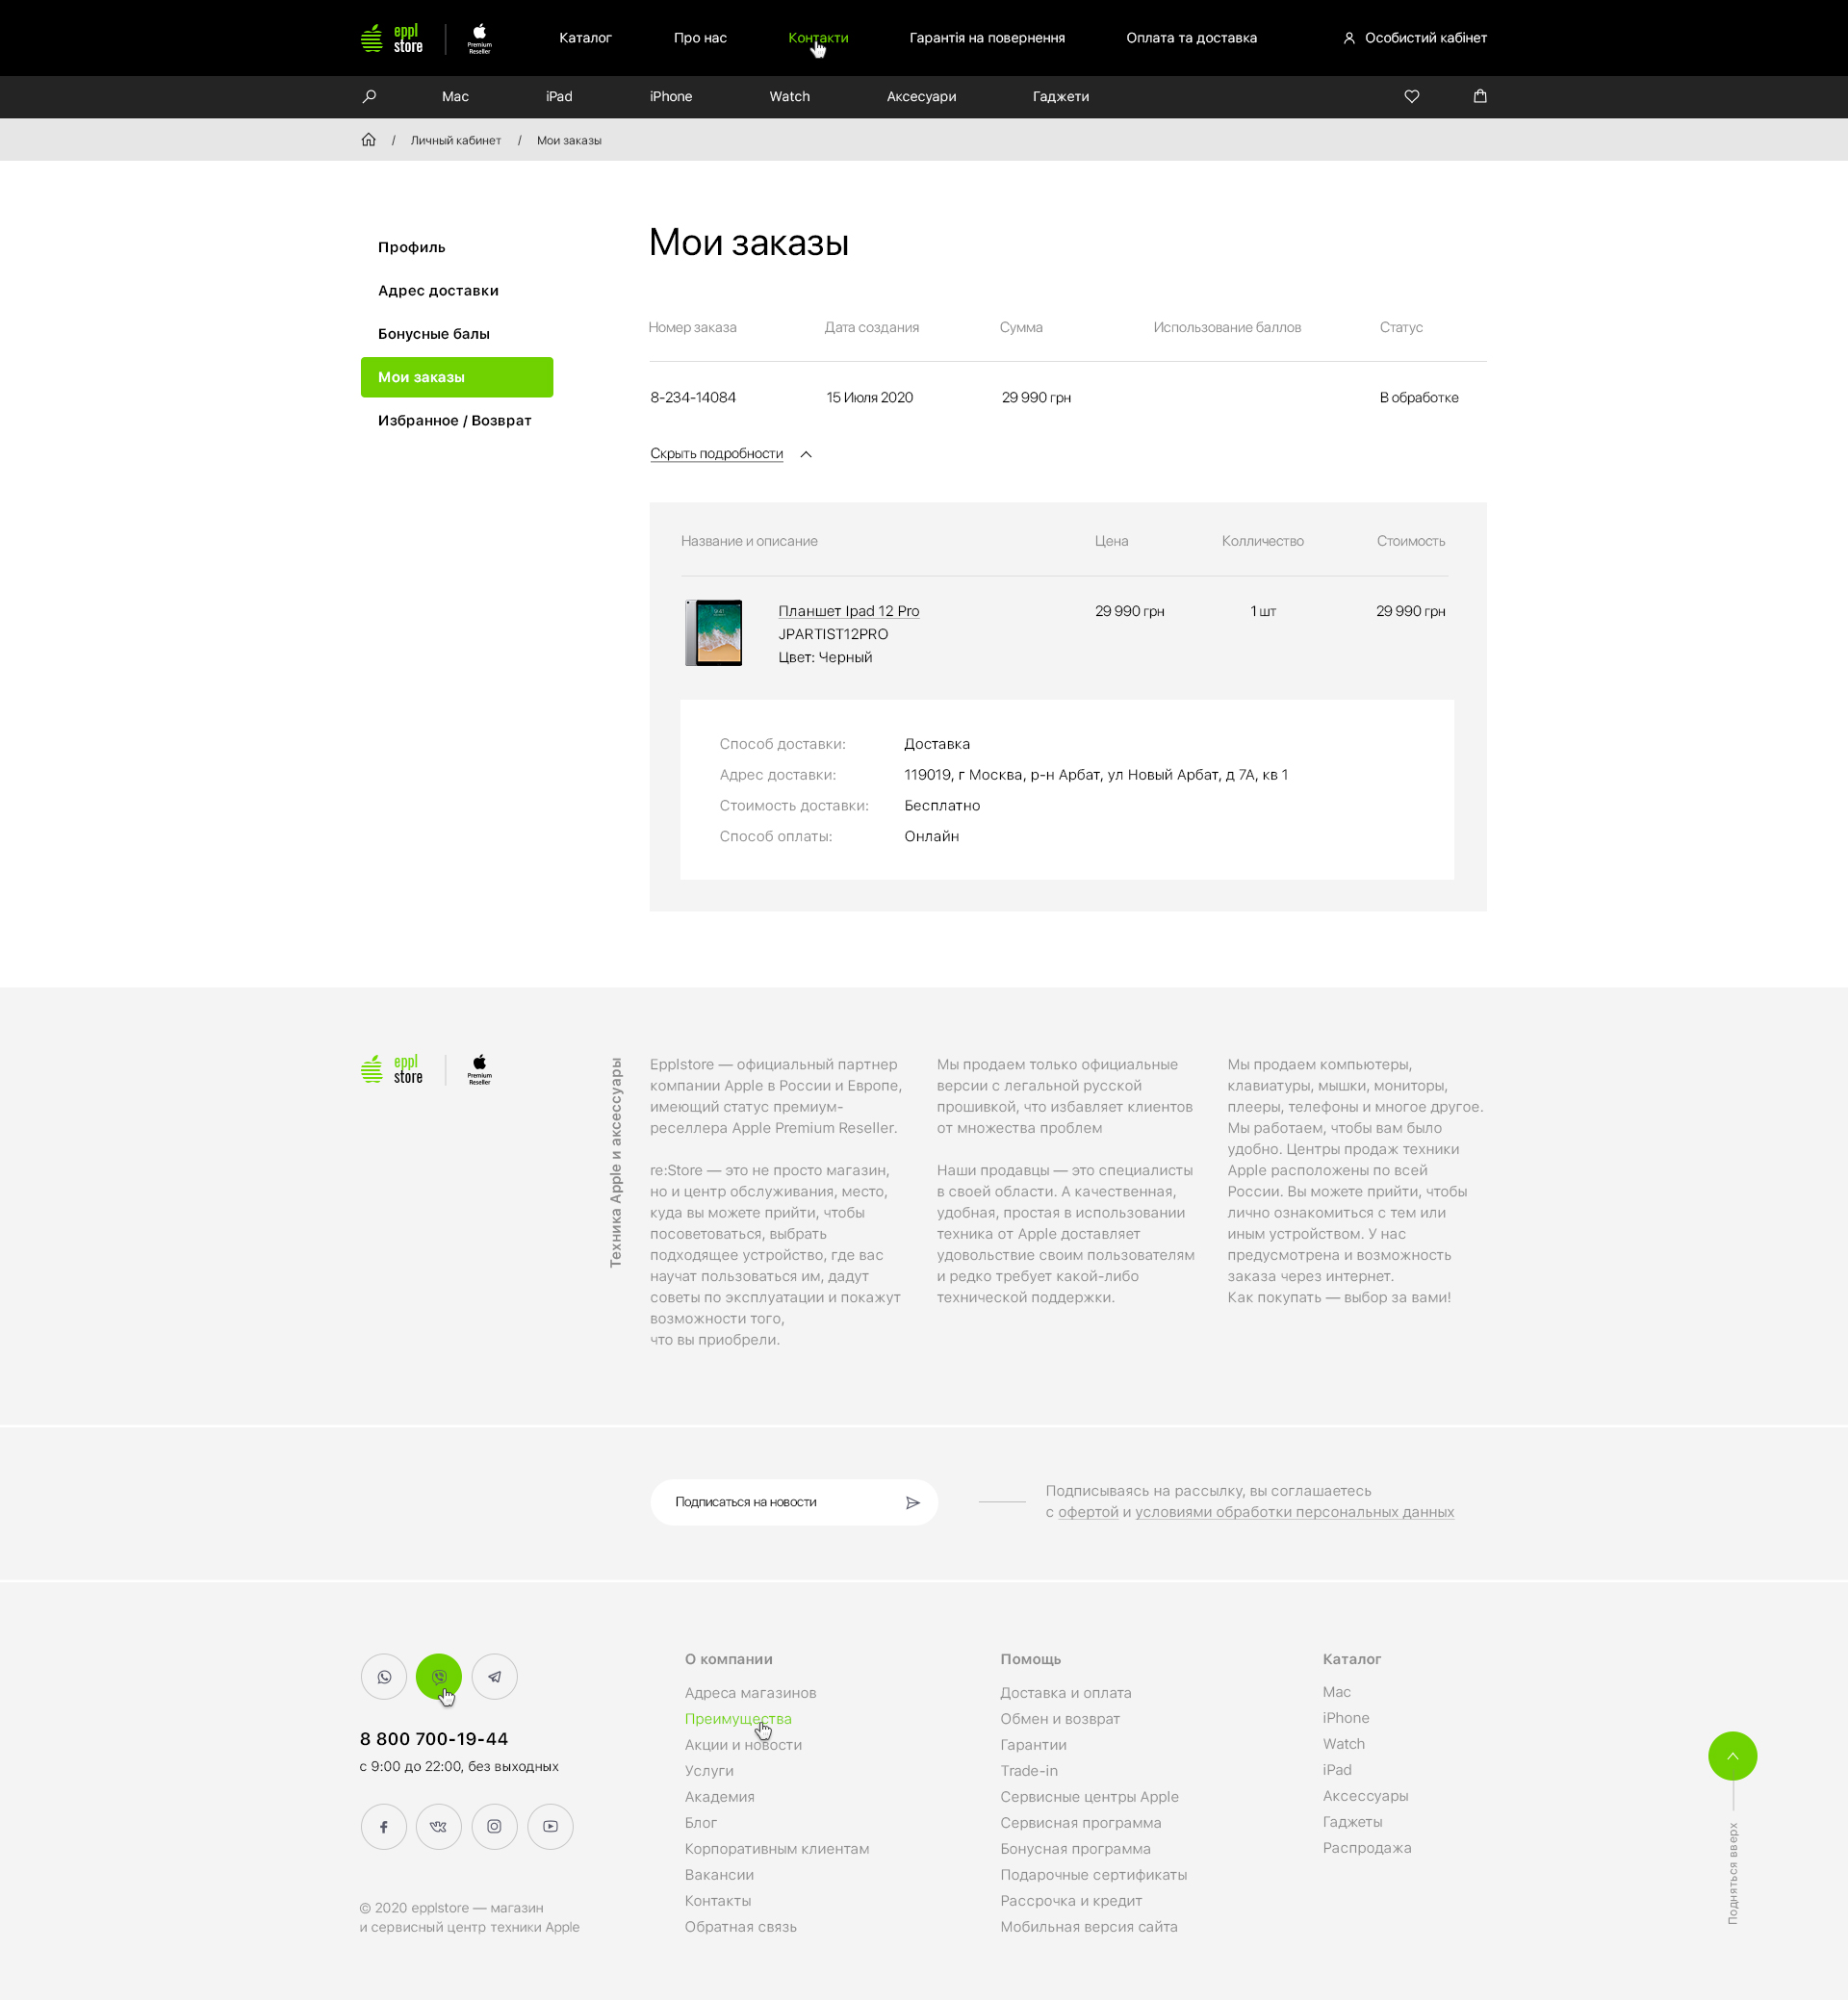 eppl
store
Premium
Reseller
Каталог
Про нас
Контакти
Гарантія на повернення
Оплата та доставка
Особистий кабінет
Mac
iPad
iPhone
Watch
Аксесуари
Гаджети
/ Личный кабинет / Мои заказы
Профиль
Адрес доставки
Бонусные балы
Мои заказы
Избранное / Возврат
Мои заказы
Номер заказа
Дата создания
Сумма
Использование баллов
Статус
8-234-14084
15 Июля 2020
29 990 грн
В обработке
Скрыть подробности
Название и описание
Цена
Колличество
Стоимость
Планшет Ipad 12 Pro
JPARTIST12PRO
Цвет: Черный
29 990 грн
1 шт
29 990 грн
Способ доставки: Доставка
Адрес доставки: 119019, г Москва, р-н Арбат, ул Новый Арбат, д 7А, кв 1
Стоимость доставки: Бесплатно
Способ оплаты: Онлайн
eppl
store
Premium
Reseller
Техника Apple и аксессуары
Epplstore — официальный партнер
компании Apple в России и Европе,
имеющий статус премиум-
реселлера Apple Premium Reseller.
re:Store — это не просто магазин,
но и центр обслуживания, место,
куда вы можете прийти, чтобы
посоветоваться, выбрать
подходящее устройство, где вас
научат пользоваться им, дадут
советы по эксплуатации и покажут
возможности того,
что вы приобрели.
Мы продаем только официальные
версии с легальной русской
прошивкой, что избавляет клиентов
от множества проблем
Наши продавцы — это специалисты
в своей области. А качественная,
удобная, простая в использовании
техника от Apple доставляет
удовольствие своим пользователям
и редко требует какой-либо
технической поддержки.
Мы продаем компьютеры,
клавиатуры, мышки, мониторы,
плееры, телефоны и многое другое.
Мы работаем, чтобы вам было
удобно. Центры продаж техники
Apple расположены по всей
России. Вы можете прийти, чтобы
лично ознакомиться с тем или
иным устройством. У нас
предусмотрена и возможность
заказа через интернет.
Как покупать — выбор за вами!
Подписаться на новости
Подписываясь на рассылку, вы соглашаетесь
с офертой и условиями обработки персональных данных
8 800 700-19-44
с 9:00 до 22:00, без выходных
© 2020 epplstore — магазин
и сервисный центр техники Apple
О компании
Адреса магазинов
Преимущества
Акции и новости
Услуги
Академия
Блог
Корпоративным клиентам
Вакансии
Контакты
Обратная связь
Помощь
Доставка и оплата
Обмен и возврат
Гарантии
Trade-in
Сервисные центры Apple
Сервисная программа
Бонусная программа
Подарочные сертификаты
Рассрочка и кредит
Мобильная версия сайта
Каталог
Mac
iPhone
Watch
iPad
Аксессуары
Гаджеты
Распродажа
Подняться вверх